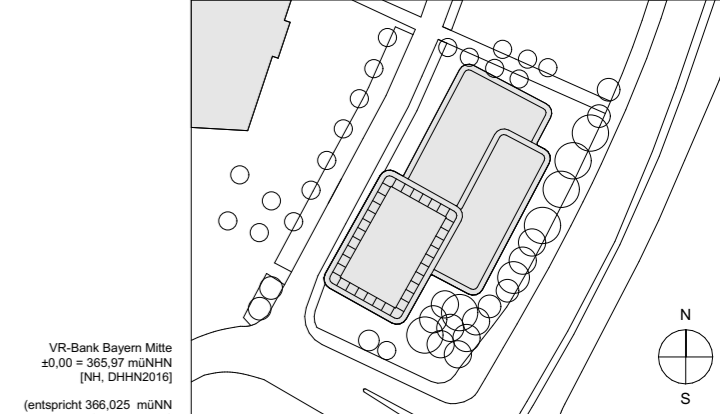 N
VR-Bank Bayern Mitte
±0,00 = 365,97 müNHN
[NH, DHHN2016]
S
(entspricht 366,025 müNN